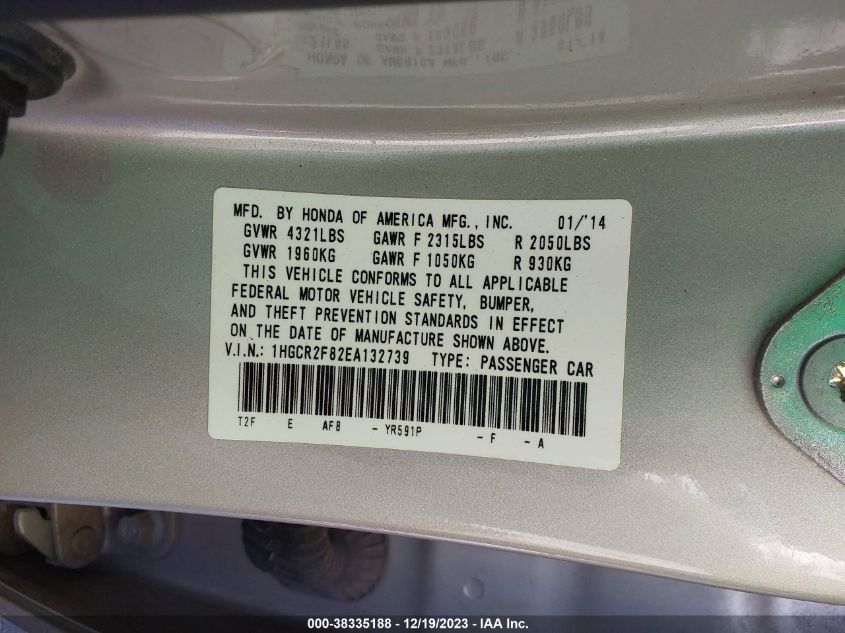 MFD. BY HONDA OF AMERICA MFG., INC. 01/'14
GVWR 4321LBS GAWR F 2315LBS R 2050LBS
GVWR 1960KG GAWR F 1050KG R 930KG
THIS VEHICLE CONFORMS TO ALL APPLICABLE
FEDERAL MOTOR VEHICLE SAFETY, BUMPER,
AND THEFT PREVENTION STANDARDS IN EFFECT
ON THE DATE OF MANUFACTURE SHOWN ABOVE.
V.I.N.: 1HGCR2F82EA132739 TYPE: PASSENGER CAR
T2F E AF8 - YR591P - F - A
000-38335188 - 12/19/2023 - IAA Inc.